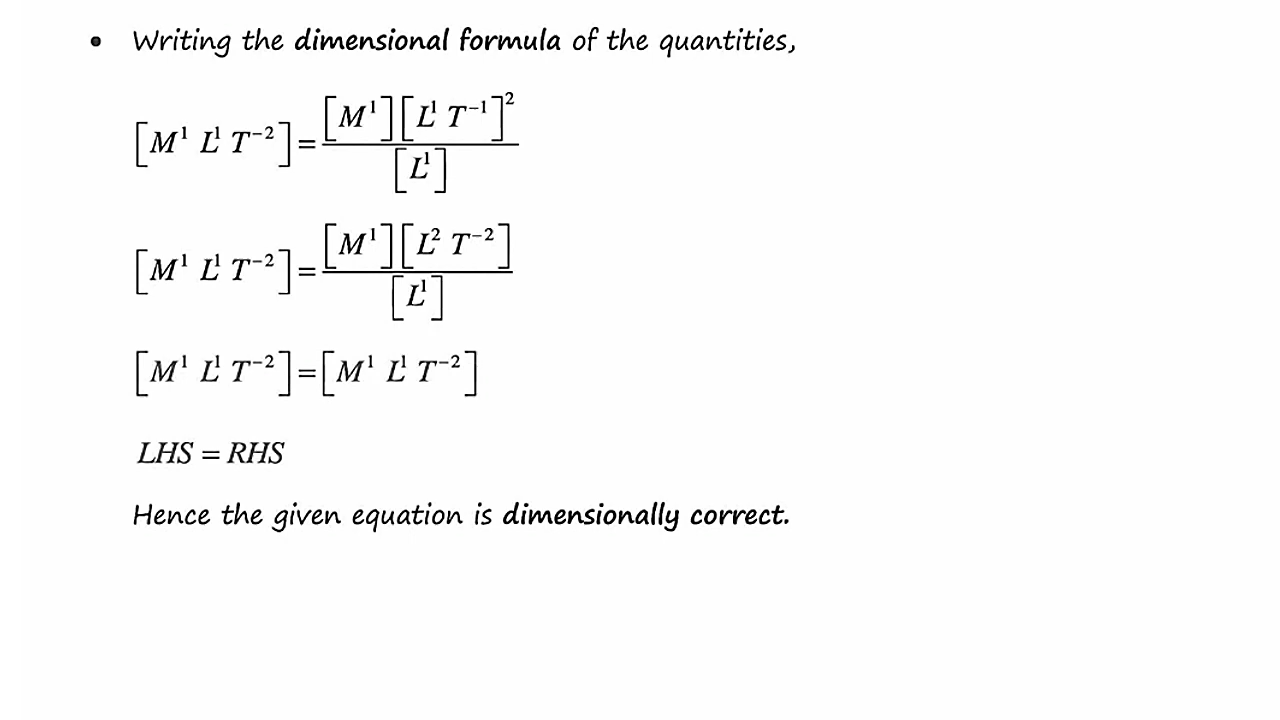 • Writing the dimensional formula of the quantities,
[M¹ L¹ T⁻²] = [M¹][L¹ T⁻¹]² / [L¹]
[M¹ L¹ T⁻²] = [M¹][L² T⁻²] / [L¹]
[M¹ L¹ T⁻²] = [M¹ L¹ T⁻²]
LHS = RHS
Hence the given equation is dimensionally correct.